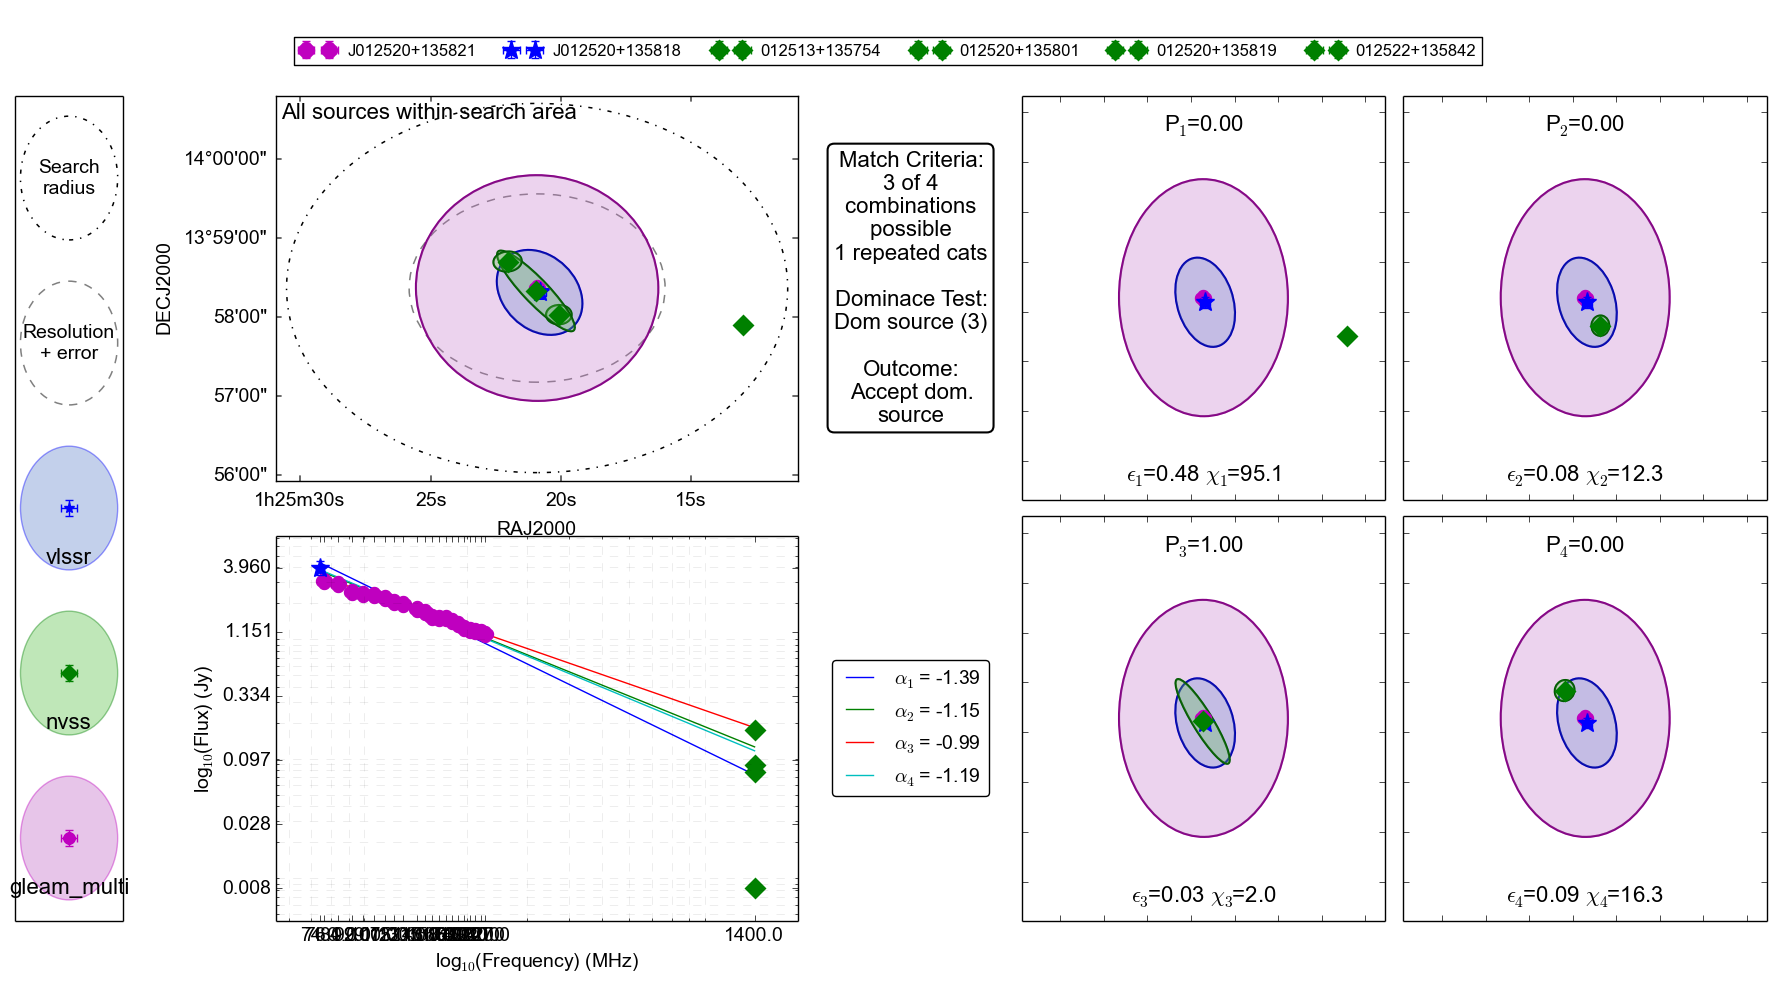 J012520+135821 J012520+135818 012513+135754 012520+135801 012520+135819 012522+135842
Search
radius
Resolution
+ error
vlssr
nvss
gleam_multi
All sources within search area
DECJ2000
14°00'00"
13°59'00"
58'00"
57'00"
56'00"
1h25m30s 25s 20s 15s
RAJ2000
Match Criteria:
3 of 4
combinations
possible
1 repeated cats
Dominace Test:
Dom source (3)
Outcome:
Accept dom.
source
P1=0.00
ϵ1=0.48 χ1=95.1
P2=0.00
ϵ2=0.08 χ2=12.3
log10(Flux) (Jy)
3.960
1.151
0.334
0.097
0.028
0.008
1400.0
log10(Frequency) (MHz)
α1 = -1.39
α2 = -1.15
α3 = -0.99
α4 = -1.19
P3=1.00
ϵ3=0.03 χ3=2.0
P4=0.00
ϵ4=0.09 χ4=16.3